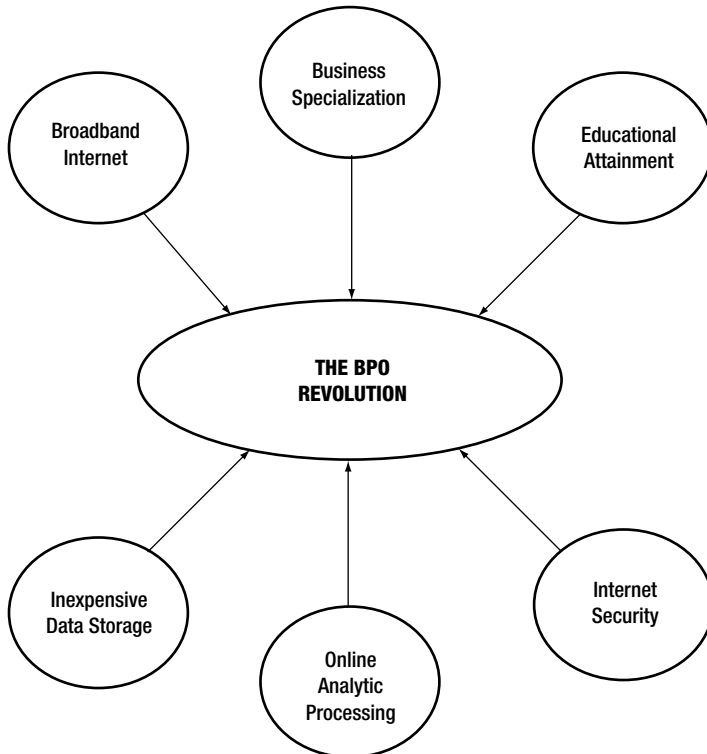 Business
Specialization
Broadband
Internet
Educational
Attainment
THE BPO
REVOLUTION
Inexpensive
Data Storage
Online
Analytic
Processing
Internet
Security